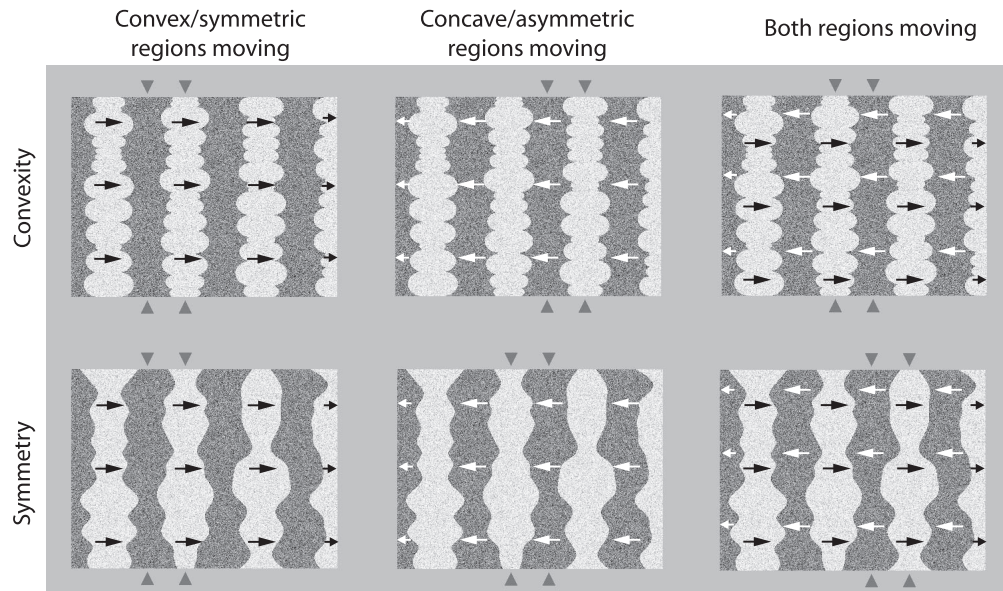 Convex/symmetric
regions moving
Concave/asymmetric
regions moving
Both regions moving
Convexity
Symmetry